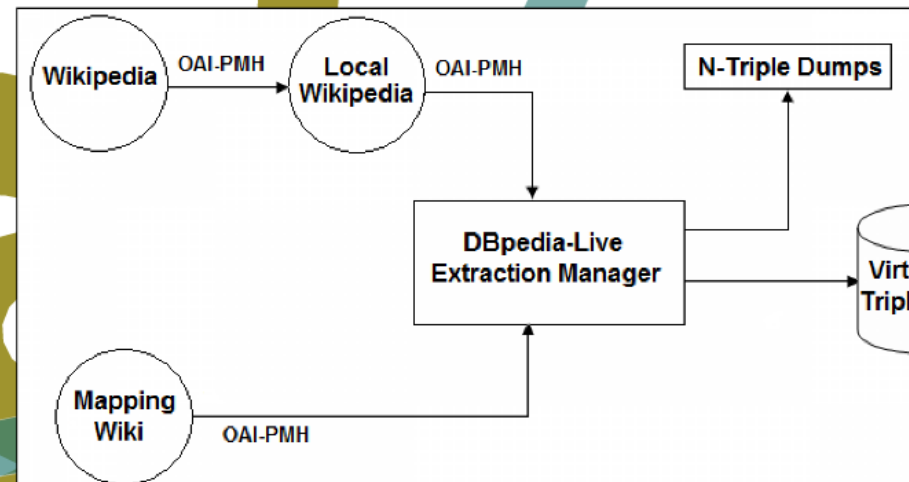 Wikipedia
OAI-PMH
Local
Wikipedia
OAI-PMH
N-Triple Dumps
DBpedia-Live
Extraction Manager
Mapping
Wiki
OAI-PMH